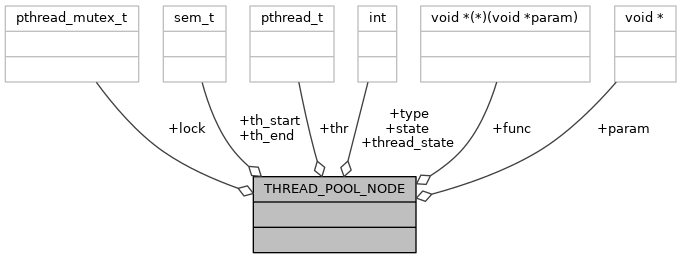 pthread_mutex_t
sem_t
pthread_t
int
void *(*)(void *param)
void *
+lock
+th_start
+th_end
+thr
+type
+state
+thread_state
+func
+param
THREAD_POOL_NODE